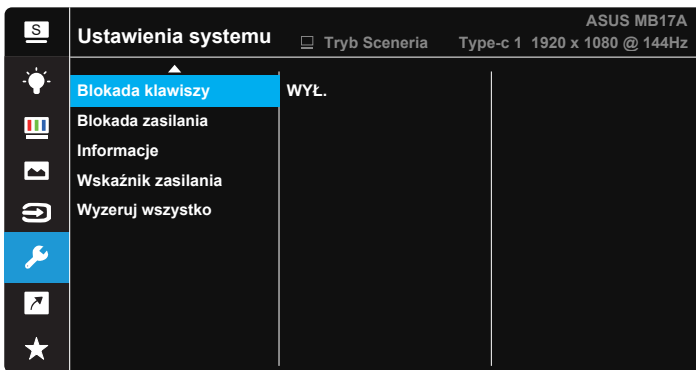 S
ASUS MB17A
Ustawienia systemu
Tryb Sceneria Type-c 1 1920 x 1080 @ 144Hz
Blokada klawiszy WYŁ.
Blokada zasilania
Informacje
Wskaźnik zasilania
Wyzeruj wszystko